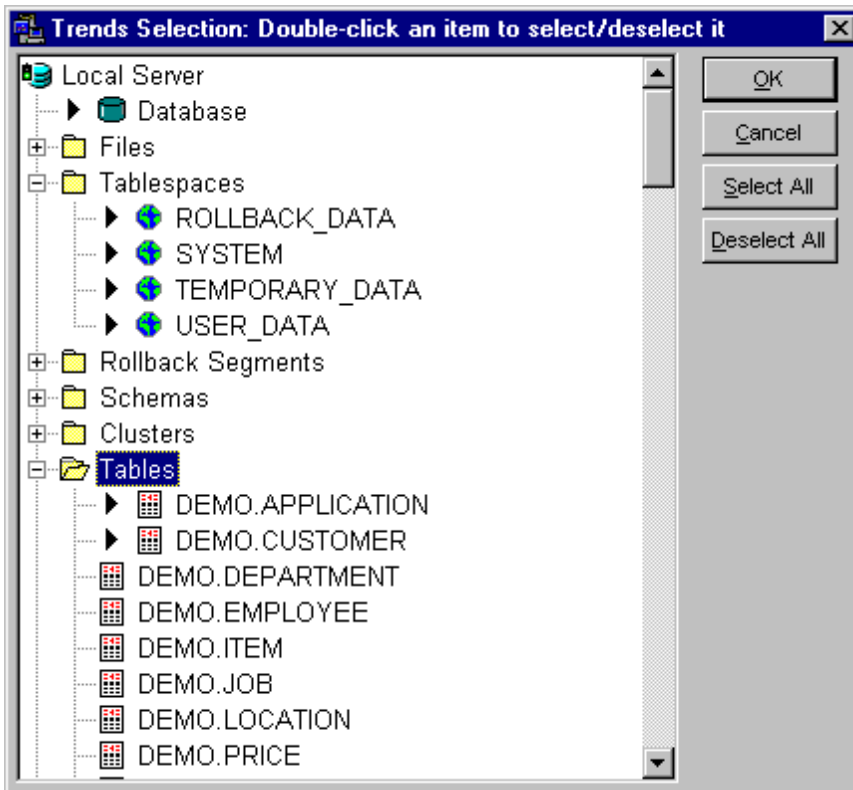 Trends Selection: Double-click an item to select/deselect it
Local Server
Database
Files
Tablespaces
ROLLBACK_DATA
SYSTEM
TEMPORARY_DATA
USER_DATA
Rollback Segments
Schemas
Clusters
Tables
DEMO.APPLICATION
DEMO.CUSTOMER
DEMO.DEPARTMENT
DEMO.EMPLOYEE
DEMO.ITEM
DEMO.JOB
DEMO.LOCATION
DEMO.PRICE
OK
Cancel
Select All
Deselect All